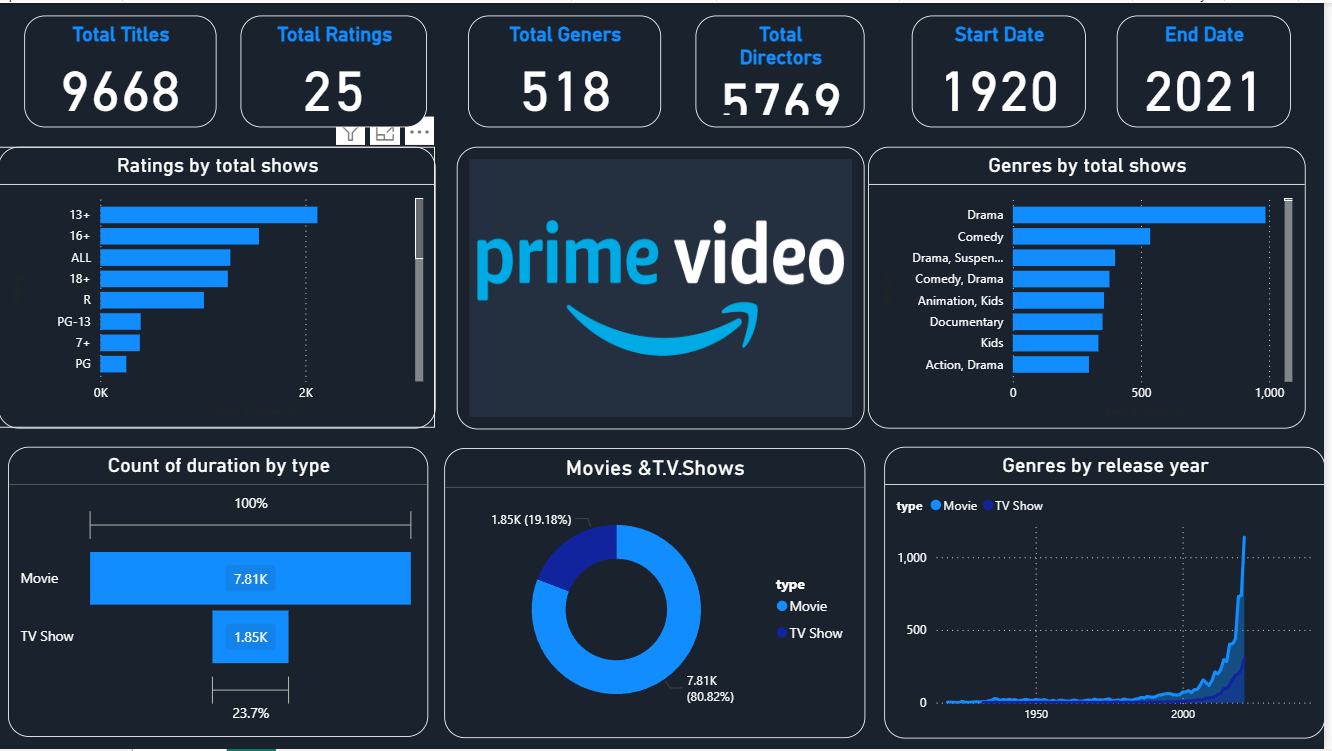 Total Titles
9668
Total Ratings
25
Total Geners
518
Total
Directors
5769
Start Date
1920
End Date
2021
Ratings by total shows
13+
16+
ALL
18+
R
PG-13
7+
PG
0K 2K
prime video
Genres by total shows
Drama
Comedy
Drama, Suspen...
Comedy, Drama
Animation, Kids
Documentary
Kids
Action, Drama
0 500 1,000
Count of duration by type
100%
Movie 7.81K
TV Show 1.85K
23.7%
Movies &T.V.Shows
1.85K (19.18%)
type
Movie
TV Show
7.81K
(80.82%)
Genres by release year
type Movie TV Show
1,000
500
0
1950 2000